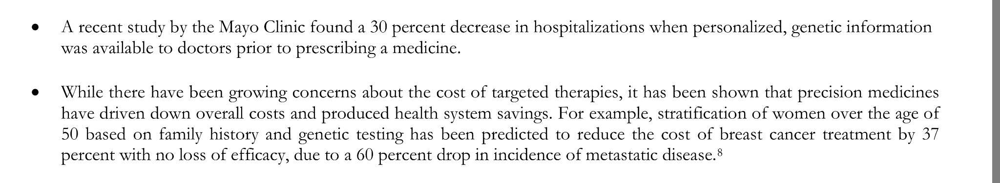 • A recent study by the Mayo Clinic found a 30 percent decrease in hospitalizations when personalized, genetic information
was available to doctors prior to prescribing a medicine.
• While there have been growing concerns about the cost of targeted therapies, it has been shown that precision medicines
have driven down overall costs and produced health system savings. For example, stratification of women over the age of
50 based on family history and genetic testing has been predicted to reduce the cost of breast cancer treatment by 37
percent with no loss of efficacy, due to a 60 percent drop in incidence of metastatic disease.⁸